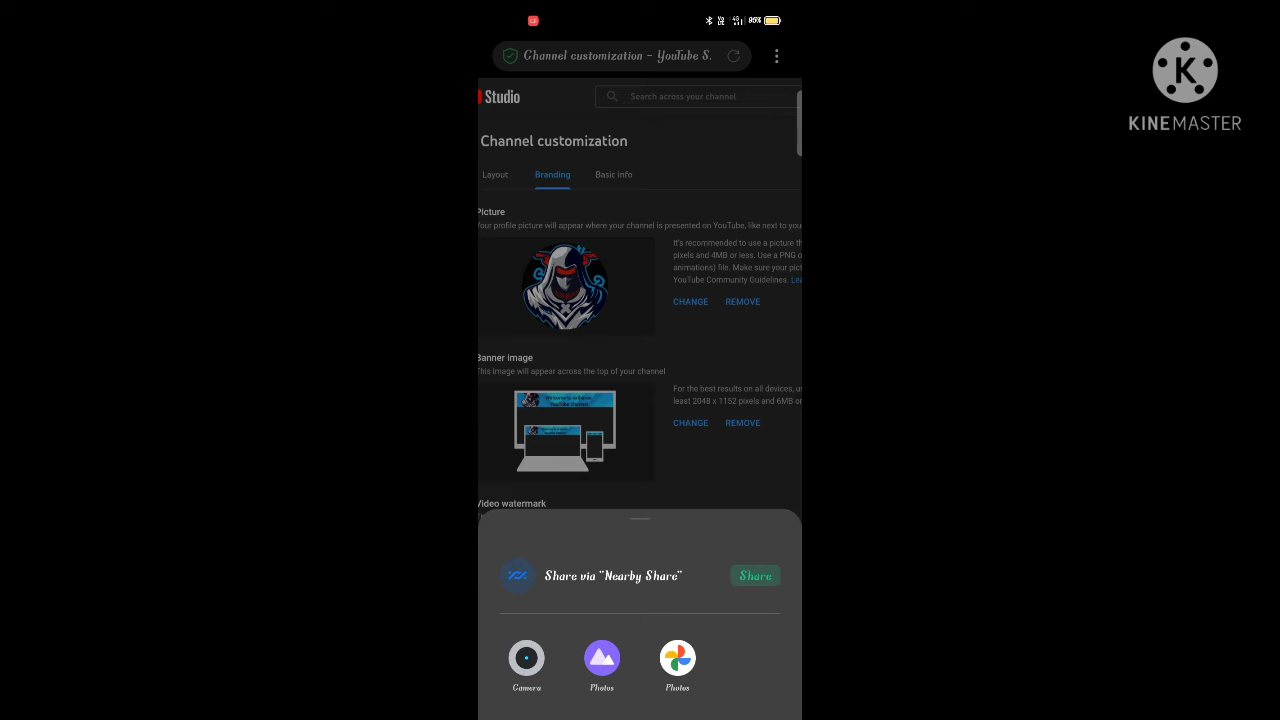 95%
Channel customization – YouTube S.
Studio
Search across your channel
Channel customization
Layout Branding Basic info
Picture
Your profile picture will appear where your channel is presented on YouTube, like next to you
It's recommended to use a picture th
pixels and 4MB or less. Use a PNG o
animations) file. Make sure your pict
YouTube Community Guidelines. Lea
CHANGE REMOVE
Banner image
This image will appear across the top of your channel
For the best results on all devices, us
least 2048 x 1152 pixels and 6MB or
CHANGE REMOVE
Video watermark
Share via "Nearby Share"
Share
Camera Photos Photos
KINEMASTER